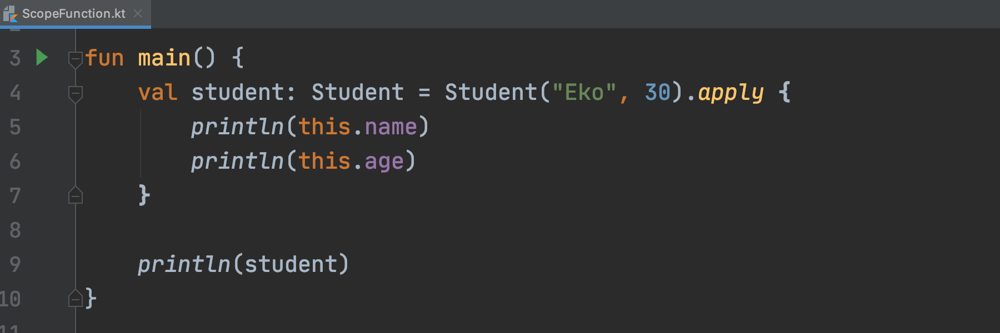 ScopeFunction.kt
3 fun main() {
4 val student: Student = Student("Eko", 30).apply {
5 println(this.name)
6 println(this.age)
7 }
8
9 println(student)
10 }